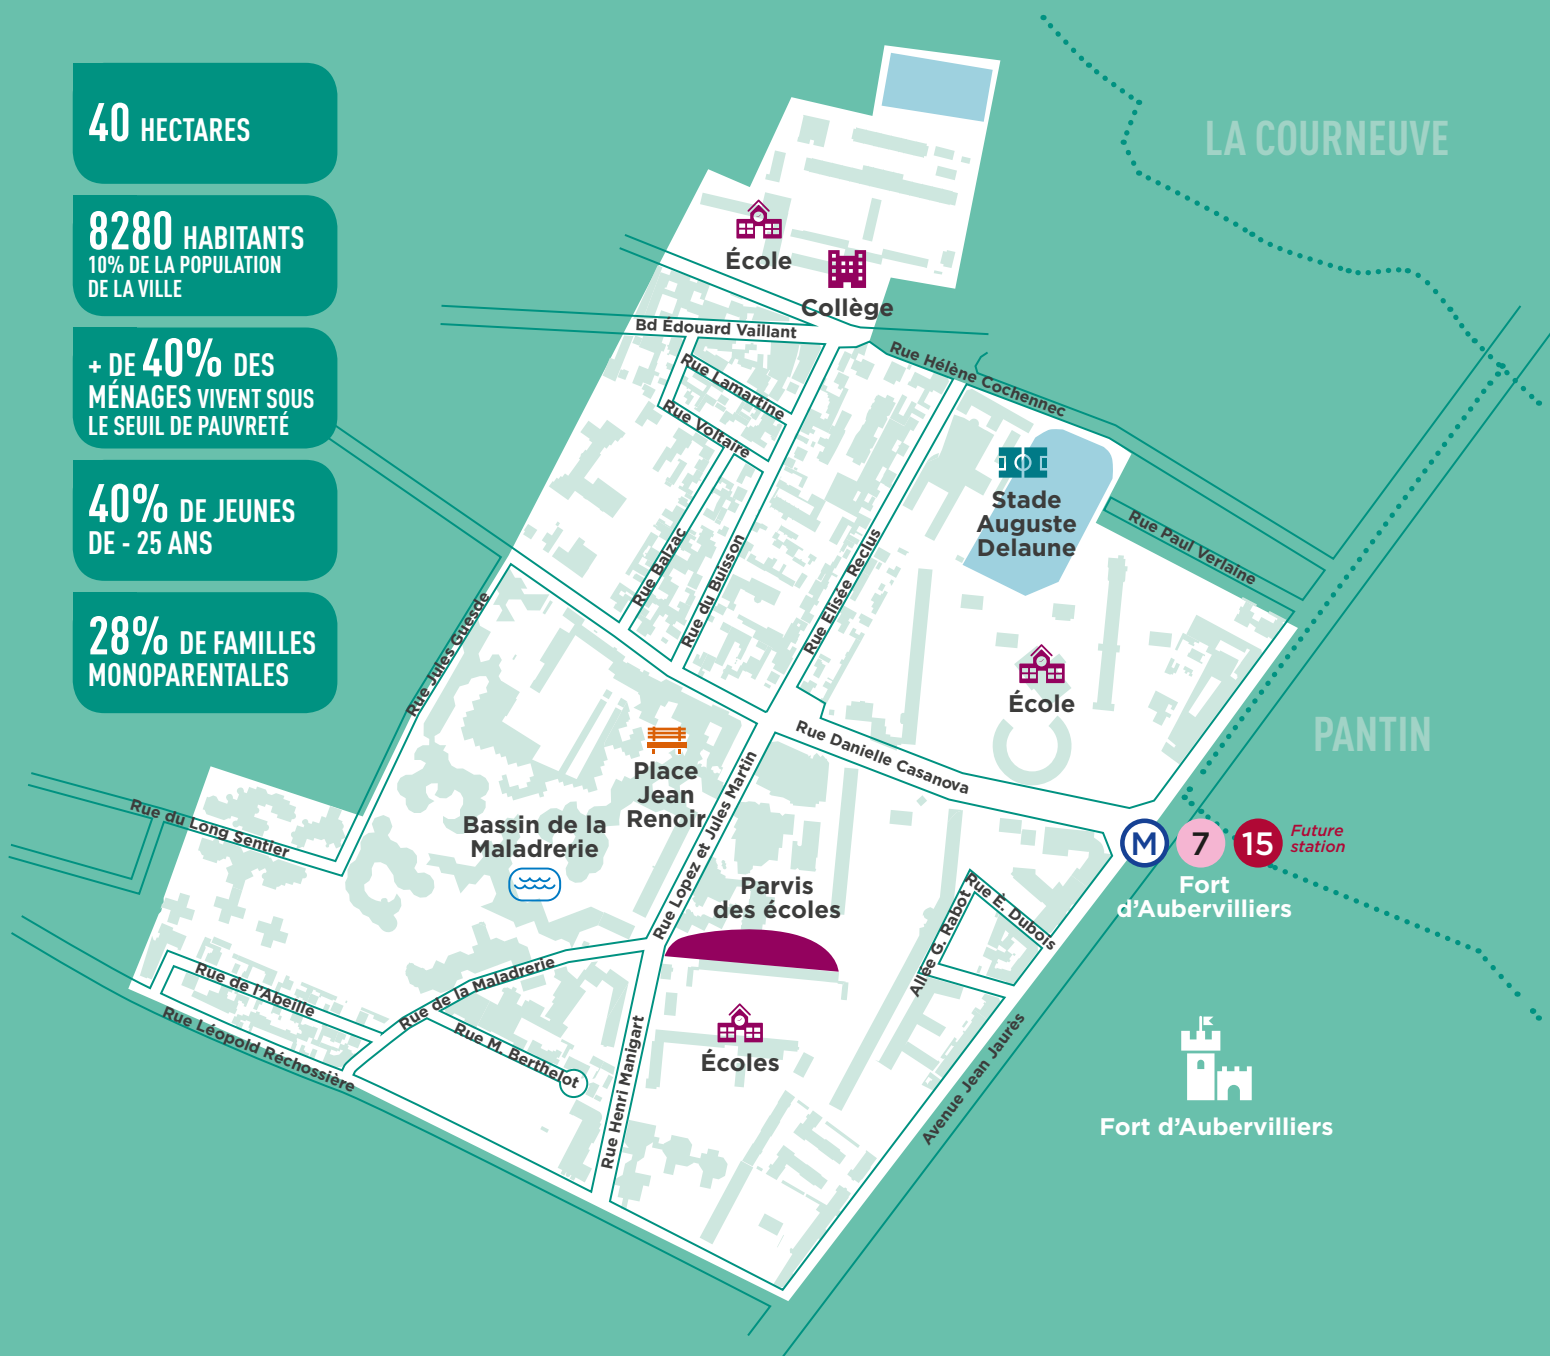 40 HECTARES
8280 HABITANTS
10% DE LA POPULATION
DE LA VILLE
+ DE 40% DES
MÉNAGES VIVENT SOUS
LE SEUIL DE PAUVRETÉ
40% DE JEUNES
DE - 25 ANS
28% DE FAMILLES
MONOPARENTALES
LA COURNEUVE
PANTIN
École
Collège
Bd Édouard Vaillant
Rue Hélène Cochennec
Rue Lamartine
Rue Voltaire
Stade
Auguste
Delaune
Rue Paul Verlaine
Rue Balzac
Rue du Buisson
Rue Elisée Reclus
Rue Jules Guesde
École
Rue Danielle Casanova
Place
Jean
Renoir
Rue Lopez et Jules Martin
Bassin de la
Maladrerie
Rue du Long Sentier
M 7 15 Future
station
Fort
d'Aubervilliers
Parvis
des écoles
Rue É. Dubois
Allée G. Rabot
Rue de l'Abeille
Rue de la Maladrerie
Rue Léopold Réchossière
Rue M. Berthelot
Rue Henri Manigart
Écoles
Avenue Jean Jaurès
Fort d'Aubervilliers